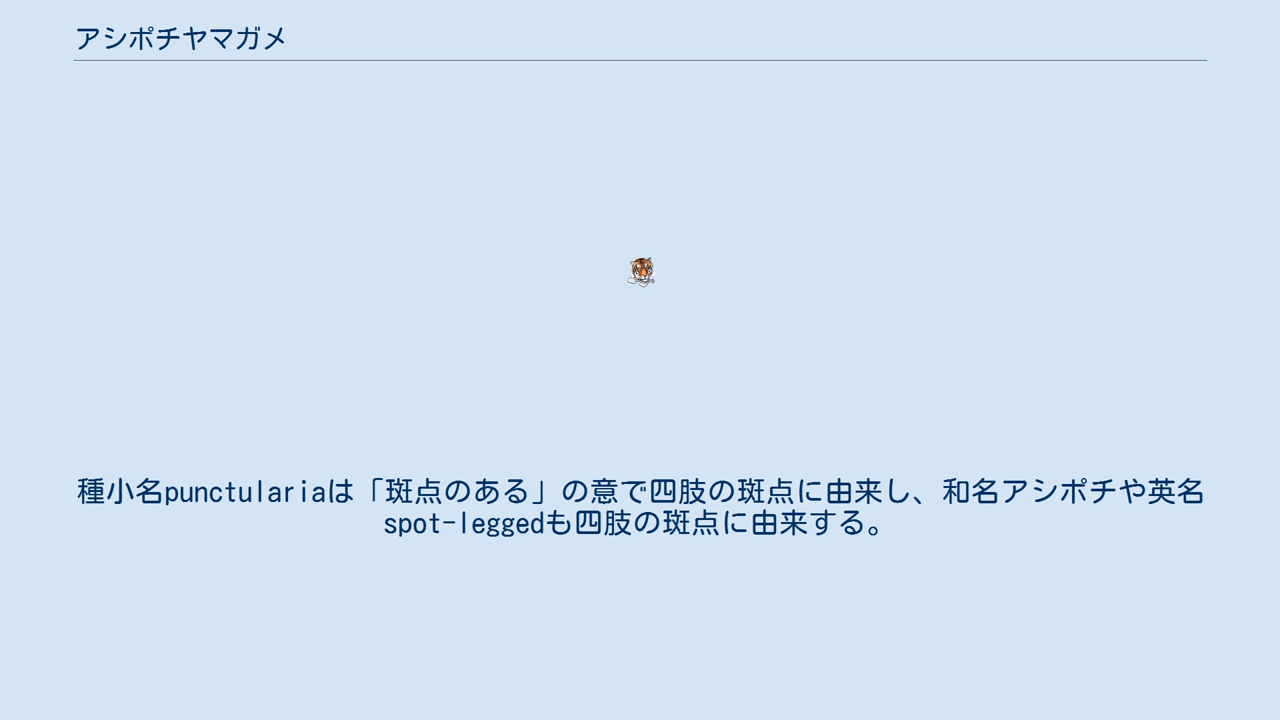 アシポチヤマガメ
種小名punctulariaは「斑点のある」の意で四肢の斑点に由来し、和名アシポチや英名
spot-leggedも四肢の斑点に由来する。